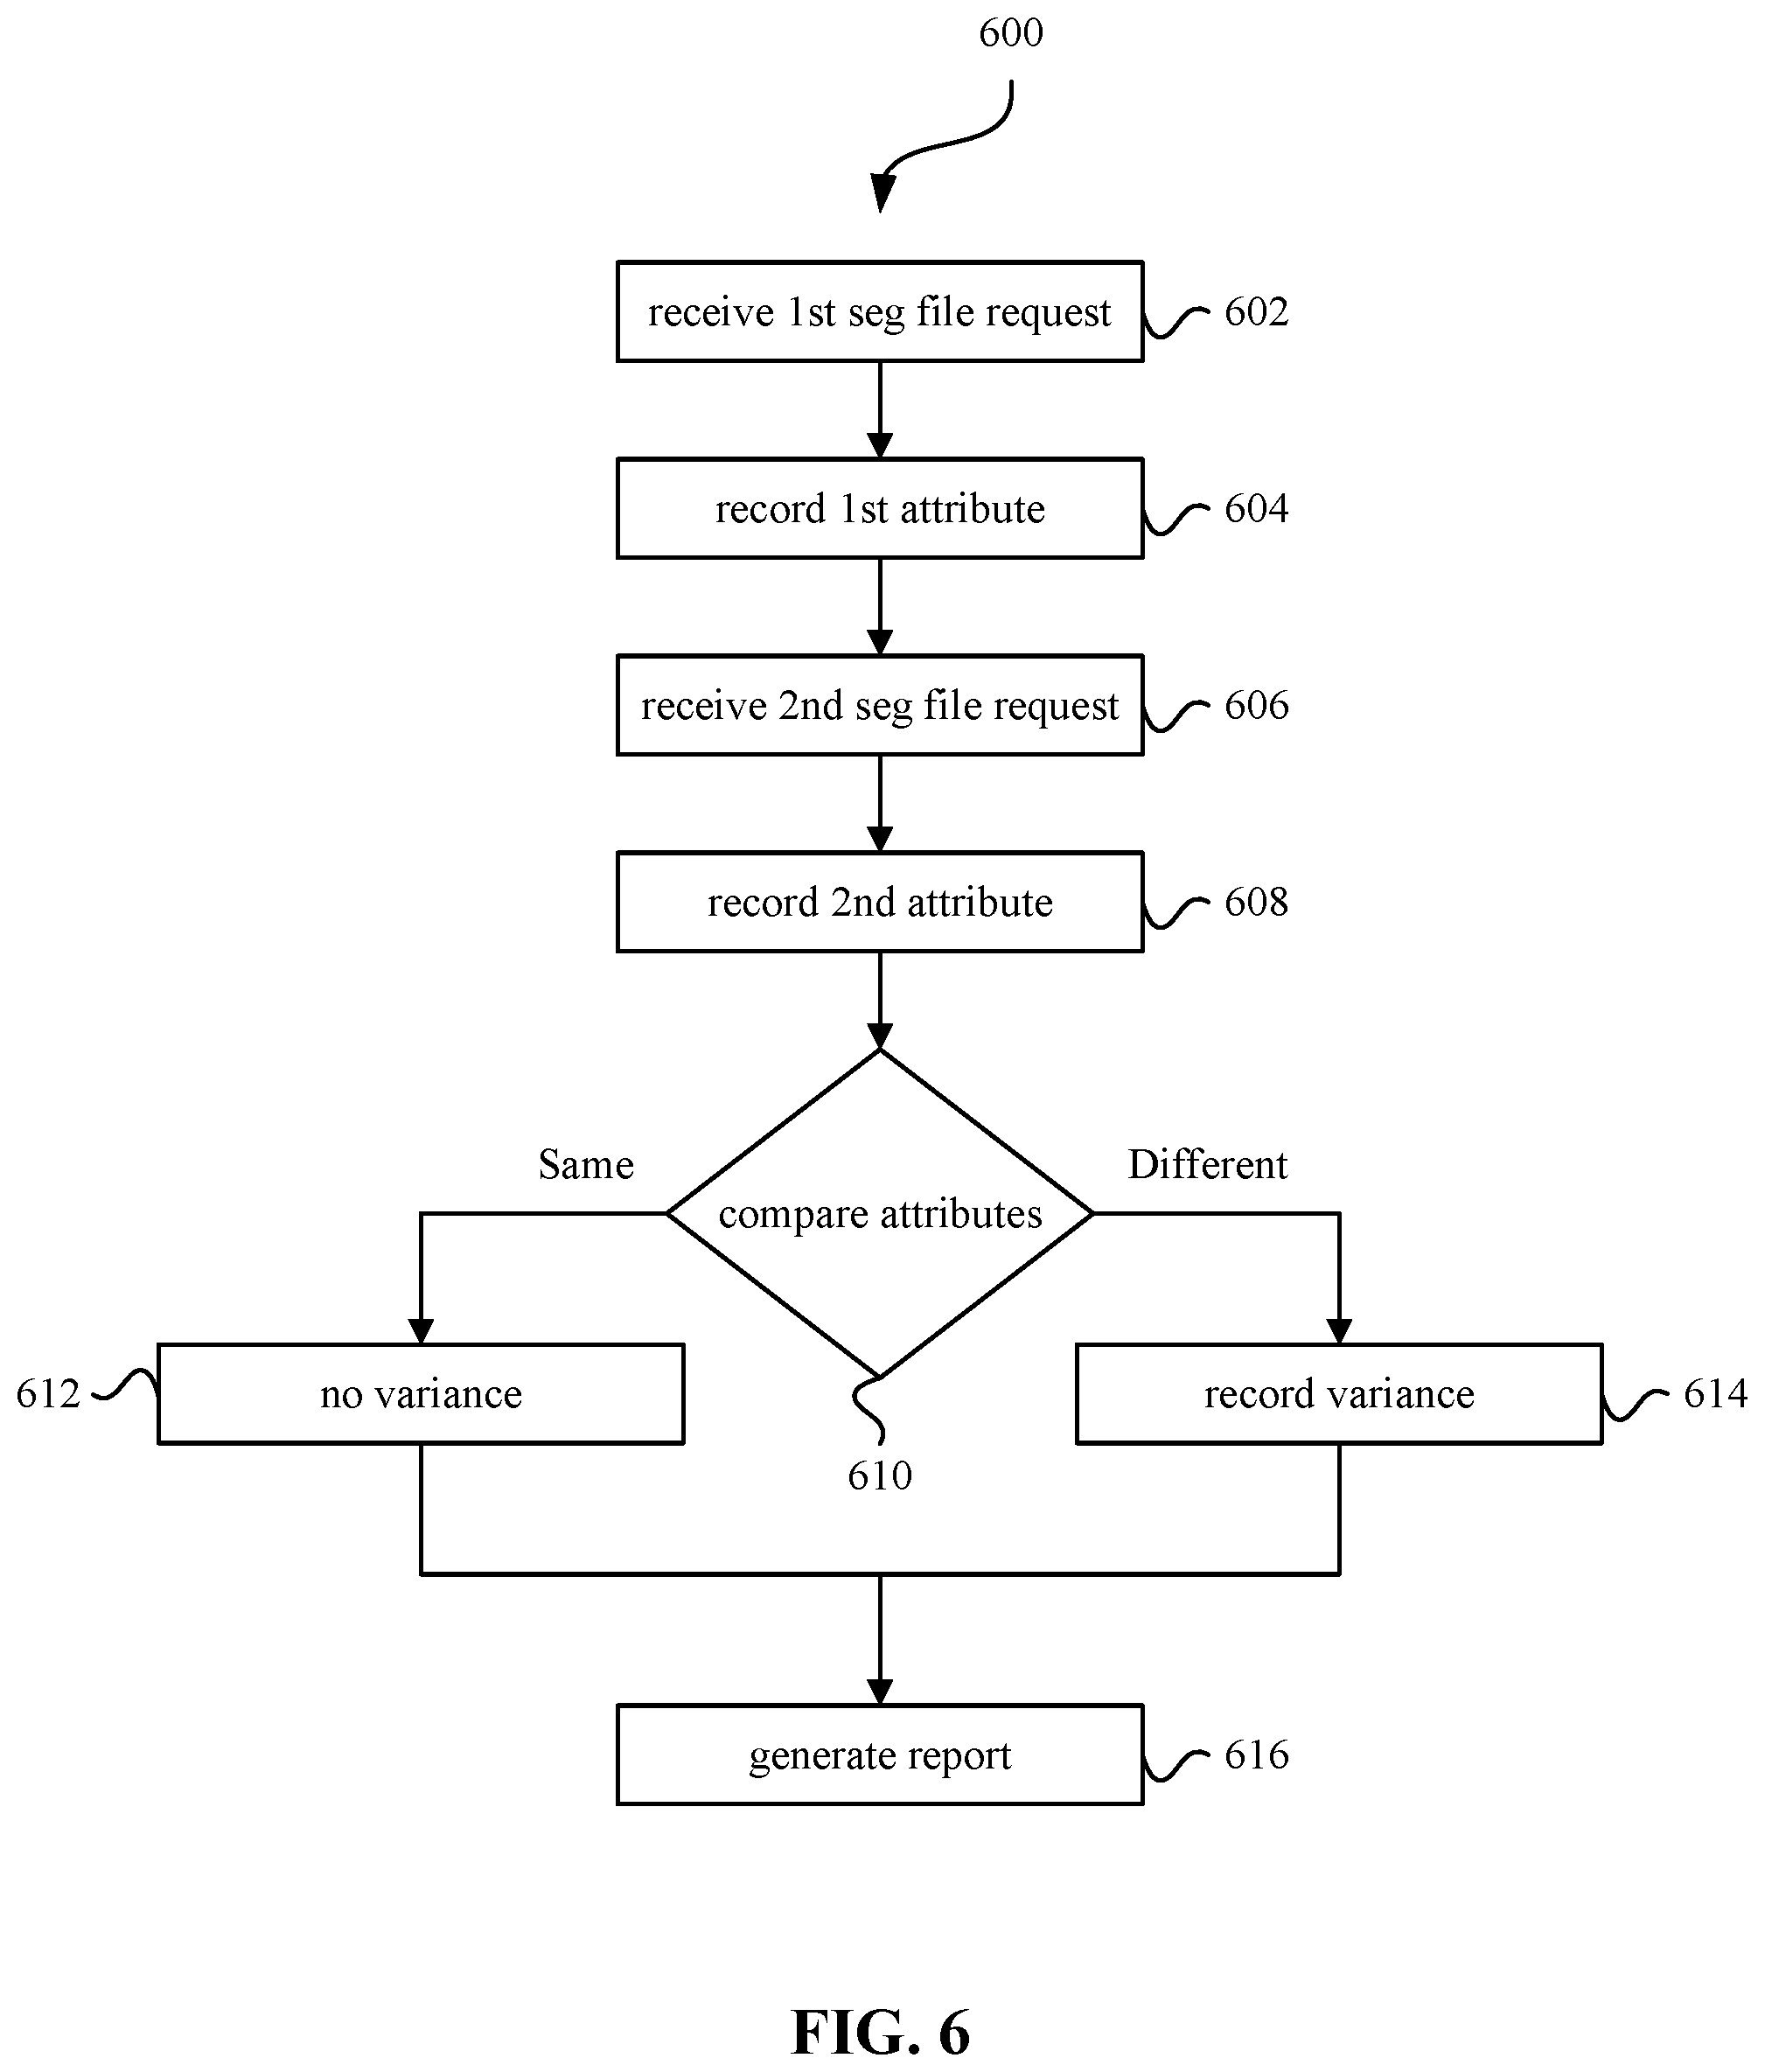 600
receive 1st seg file request
602
record 1st attribute
604
receive 2nd seg file request
606
record 2nd attribute
608
Same
Different
compare attributes
612
no variance
record variance
614
610
generate report
616
FIG. 6